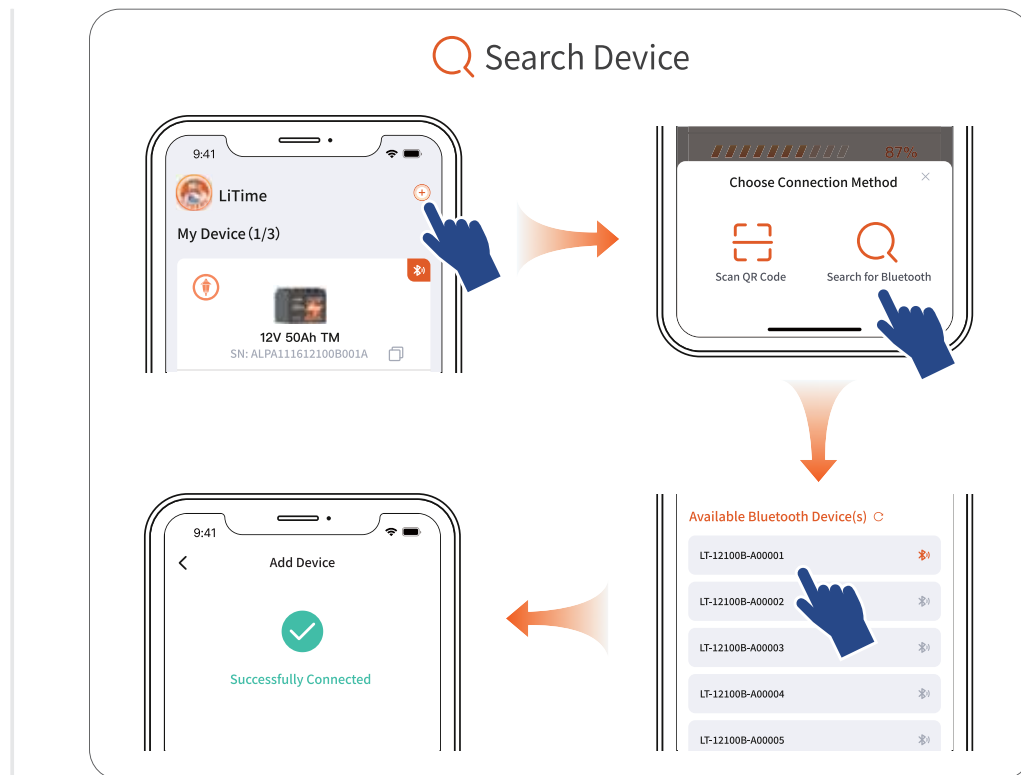 Search Device
9:41
LiTime
My Device (1/3)
12V 50Ah TM
SN: ALPA111612100B001A
87%
Choose Connection Method
Scan QR Code
Search for Bluetooth
Available Bluetooth Device(s)
LT-12100B-A00001
LT-12100B-A00002
LT-12100B-A00003
LT-12100B-A00004
LT-12100B-A00005
9:41
Add Device
Successfully Connected